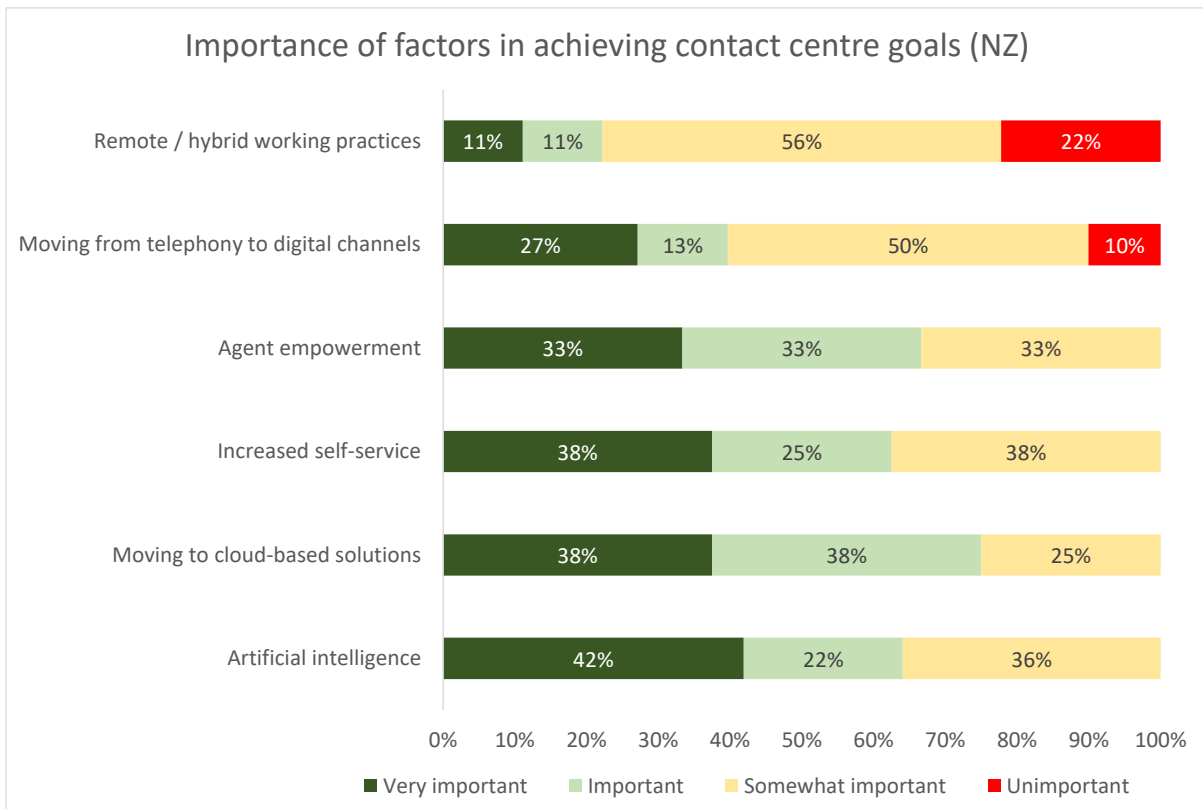 Importance of factors in achieving contact centre goals (NZ)
Remote / hybrid working practices
11% 11% 56% 22%
Moving from telephony to digital channels
27% 13% 50% 10%
Agent empowerment
33% 33% 33%
Increased self-service
38% 25% 38%
Moving to cloud-based solutions
38% 38% 25%
Artificial intelligence
42% 22% 36%
0% 10% 20% 30% 40% 50% 60% 70% 80% 90% 100%
Very important Important Somewhat important Unimportant